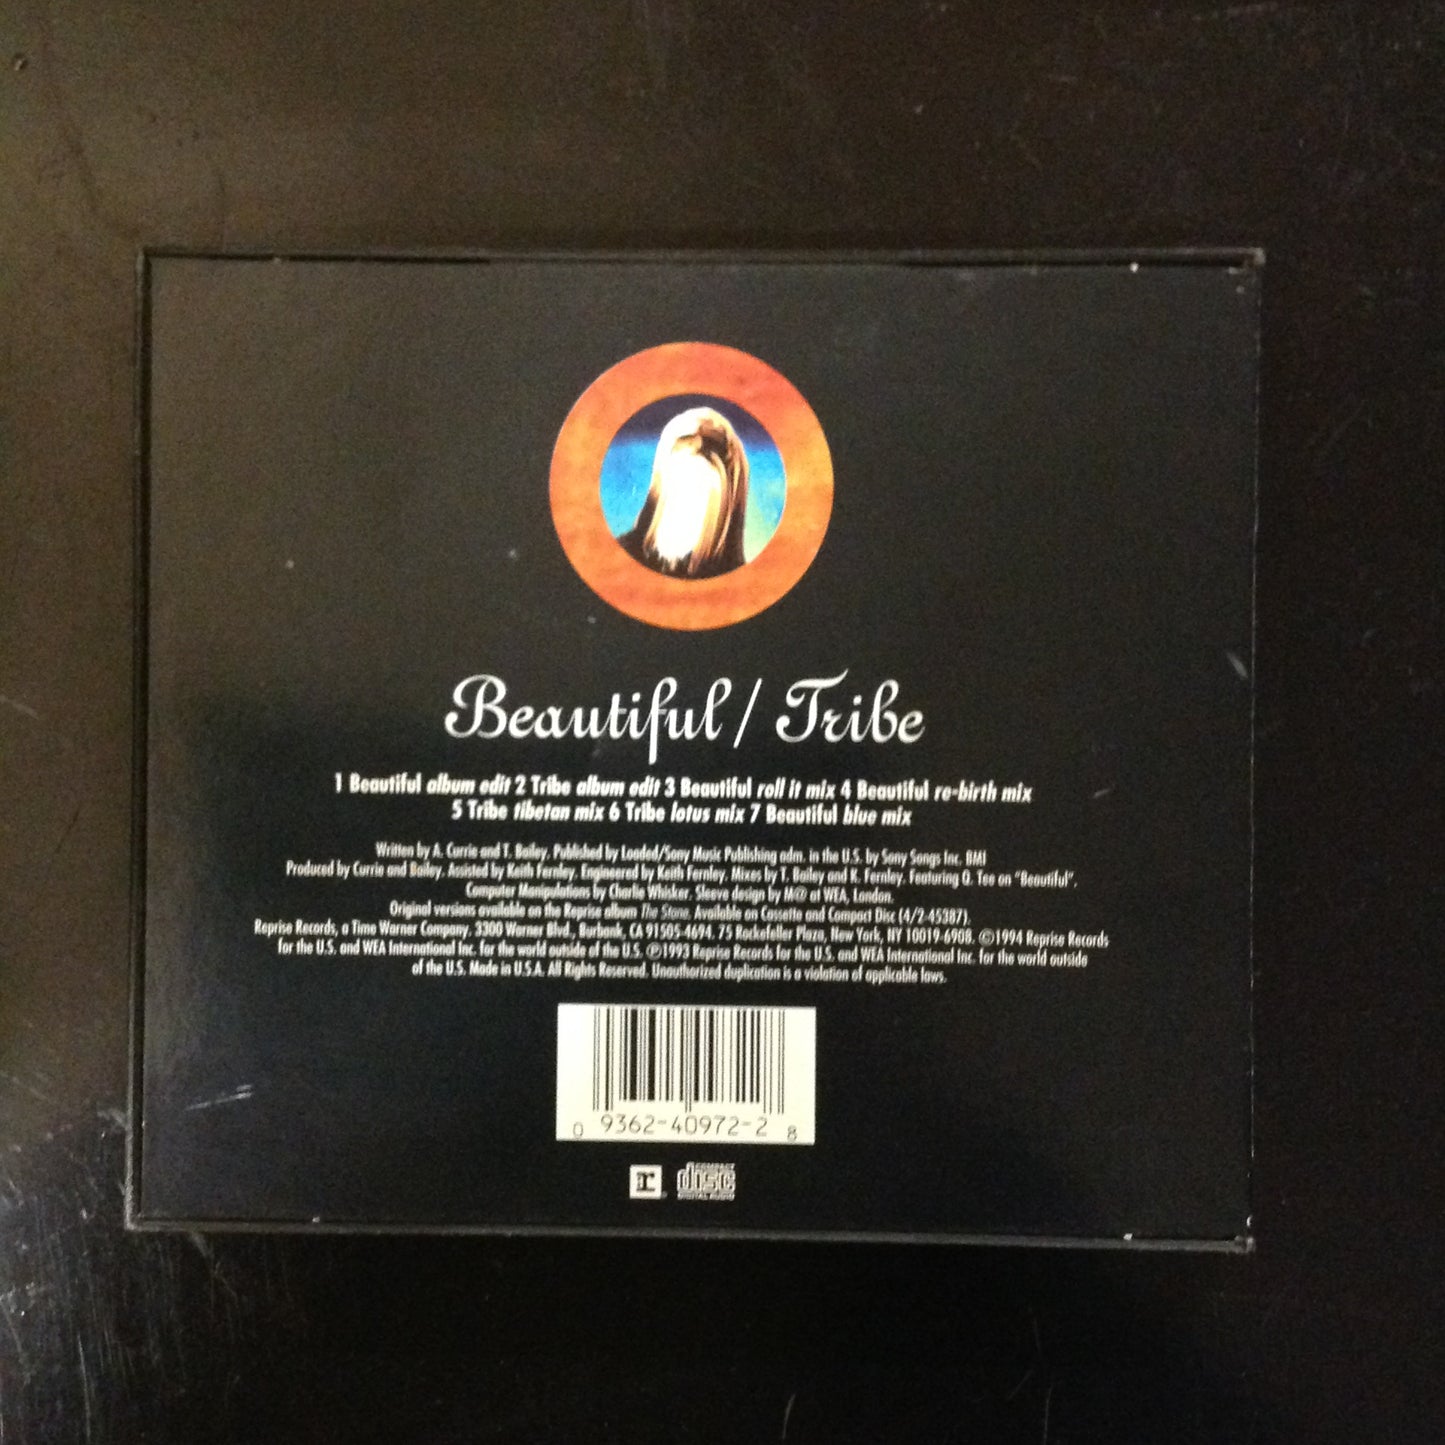 Beautiful / Tribe
1 Beautiful album edit 2 Tribe album edit 3 Beautiful roll it mix 4 Beautiful re-birth mix
5 Tribe tibetan mix 6 Tribe lotus mix 7 Beautiful blue mix
Written by A. Currie and T. Bailey. Published by Loaded/Sony Music Publishing adm. in the U.S. by Sony Songs Inc. BMI
Produced by Currie and Bailey. Assisted by Keith Fernley. Engineered by Keith Fernley. Mixes by T. Bailey and K. Fernley. Featuring Q. Tee on "Beautiful".
Computer Manipulations by Charlie Whisker. Sleeve design by M@ at WEA, London.
Original versions available on the Reprise album The Stone. Available on Cassette and Compact Disc (4/2-45387).
Reprise Records, a Time Warner Company. 3300 Warner Blvd., Burbank, CA 91505-4694. 75 Rockefeller Plaza, New York, NY 10019-6908. ©1994 Reprise Records
for the U.S. and WEA International Inc. for the world outside of the U.S. ℗1993 Reprise Records for the U.S. and WEA International Inc. for the world outside
of the U.S. Made in U.S.A. All Rights Reserved. Unauthorized duplication is a violation of applicable laws.
0 9362-40972-2 8
r COMPACT
disc
DIGITAL AUDIO